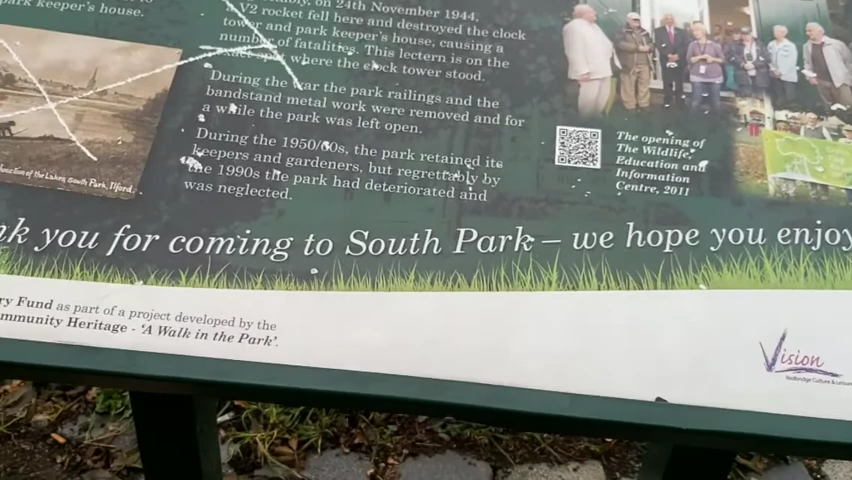 park keeper's house.
on 24th November 1944,
V2 rocket fell here and destroyed the clock
tower and park keeper's house, causing a
number of fatalities. This lectern is on the
exact spot where the clock tower stood.
During the war the park railings and the
bandstand metal work were removed and for
a while the park was left open.
During the 1950/60s, the park retained its
keepers and gardeners, but regrettably by
the 1990s the park had deteriorated and
was neglected.
of the Lake, South Park, Ilford
The opening of
The Wildlife,
Education and
Information
Centre, 2011
you for coming to South Park – we hope you enjoy
Fund as part of a project developed by the
Heritage - 'A Walk in the Park'.
Vision
Redbridge Culture & Leisure